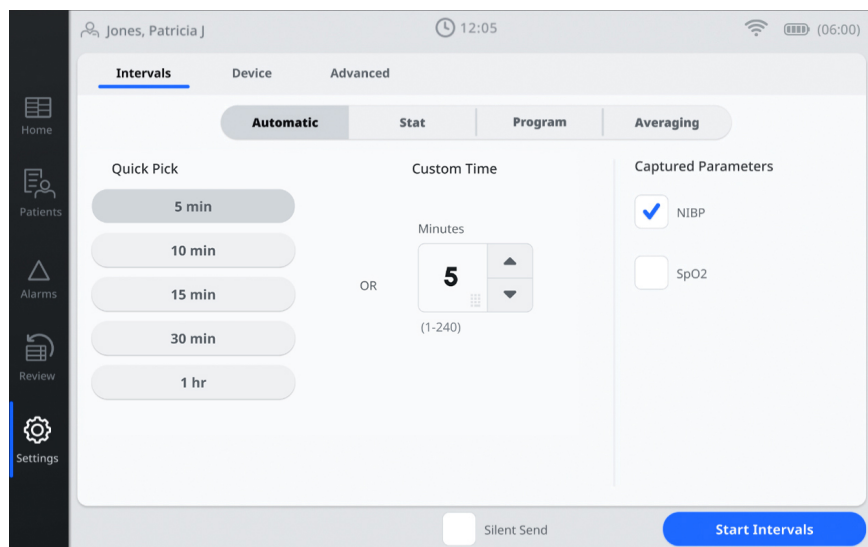 Jones, Patricia J
12:05
(06:00)
Intervals
Device
Advanced
Automatic
Stat
Program
Averaging
Home
Patients
Alarms
Review
Settings
Quick Pick
5 min
10 min
15 min
30 min
1 hr
OR
Custom Time
Minutes
5
(1-240)
Captured Parameters
NIBP
SpO2
Silent Send
Start Intervals